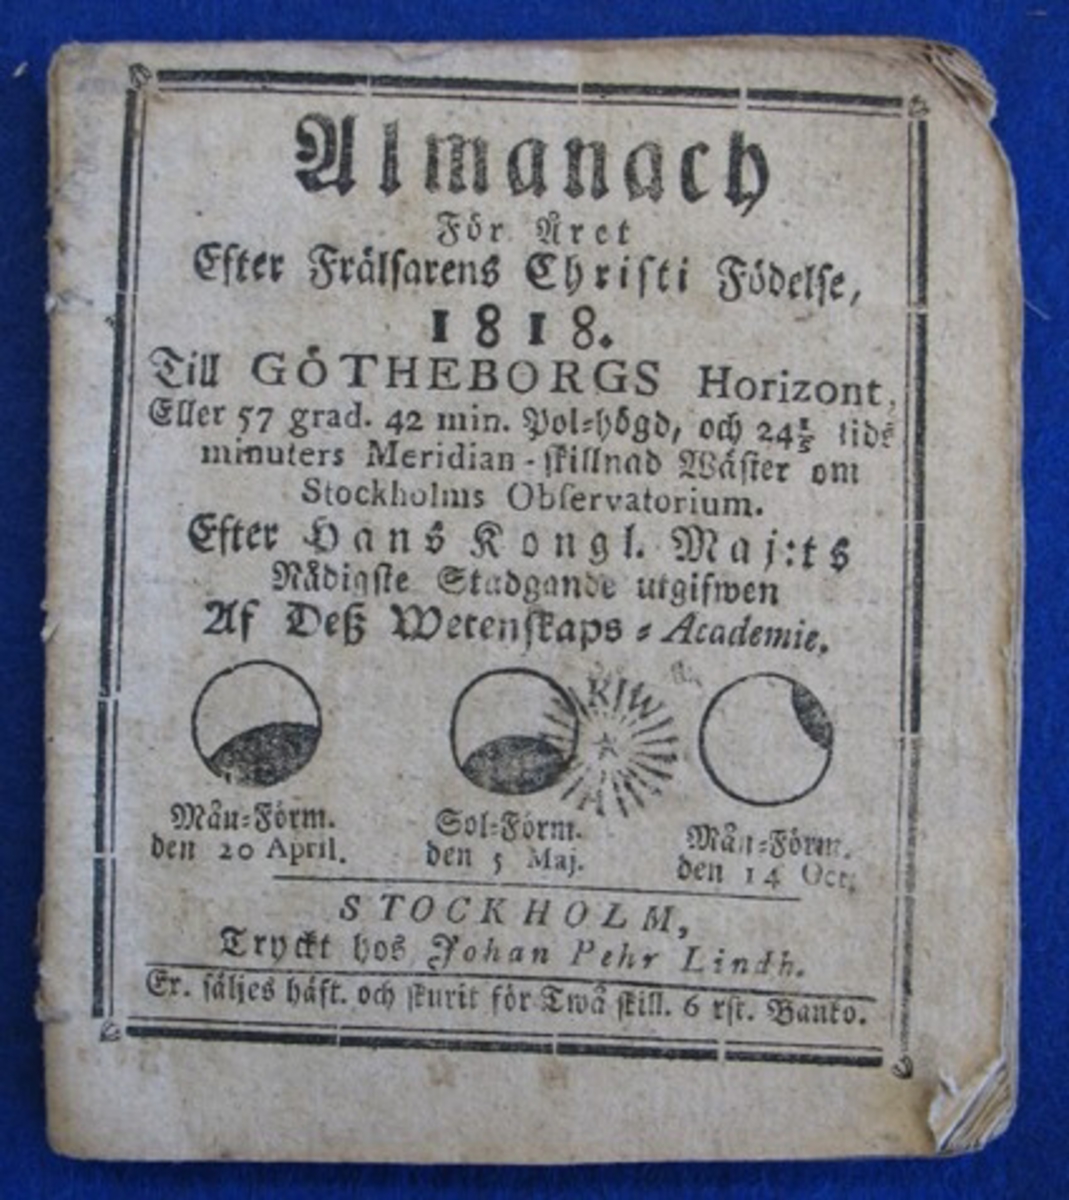 Almanach
För Året
Efter Frälsarens Christi Födelse,
1818.
Till GÖTHEBORGS Horizont,
Eller 57 grad. 42 min. Pol-högd, och 24⅕ tids
minuters Meridian-skillnad Wäster om
Stockholms Observatorium.
Efter Hans Kongl. Maj:ts
Nådigste Stadgande utgifwen
Af Deß Wetenskaps-Academie.
KIW
Mån-Förm.
den 20 April.
Sol-Förm.
den 5 Maj.
Mån-Förm.
den 14 Oct.
STOCKHOLM,
Tryckt hos Johan Pehr Lindh.
Ex. säljes häft. och skurit för Twå skill. 6 rst. Banko.